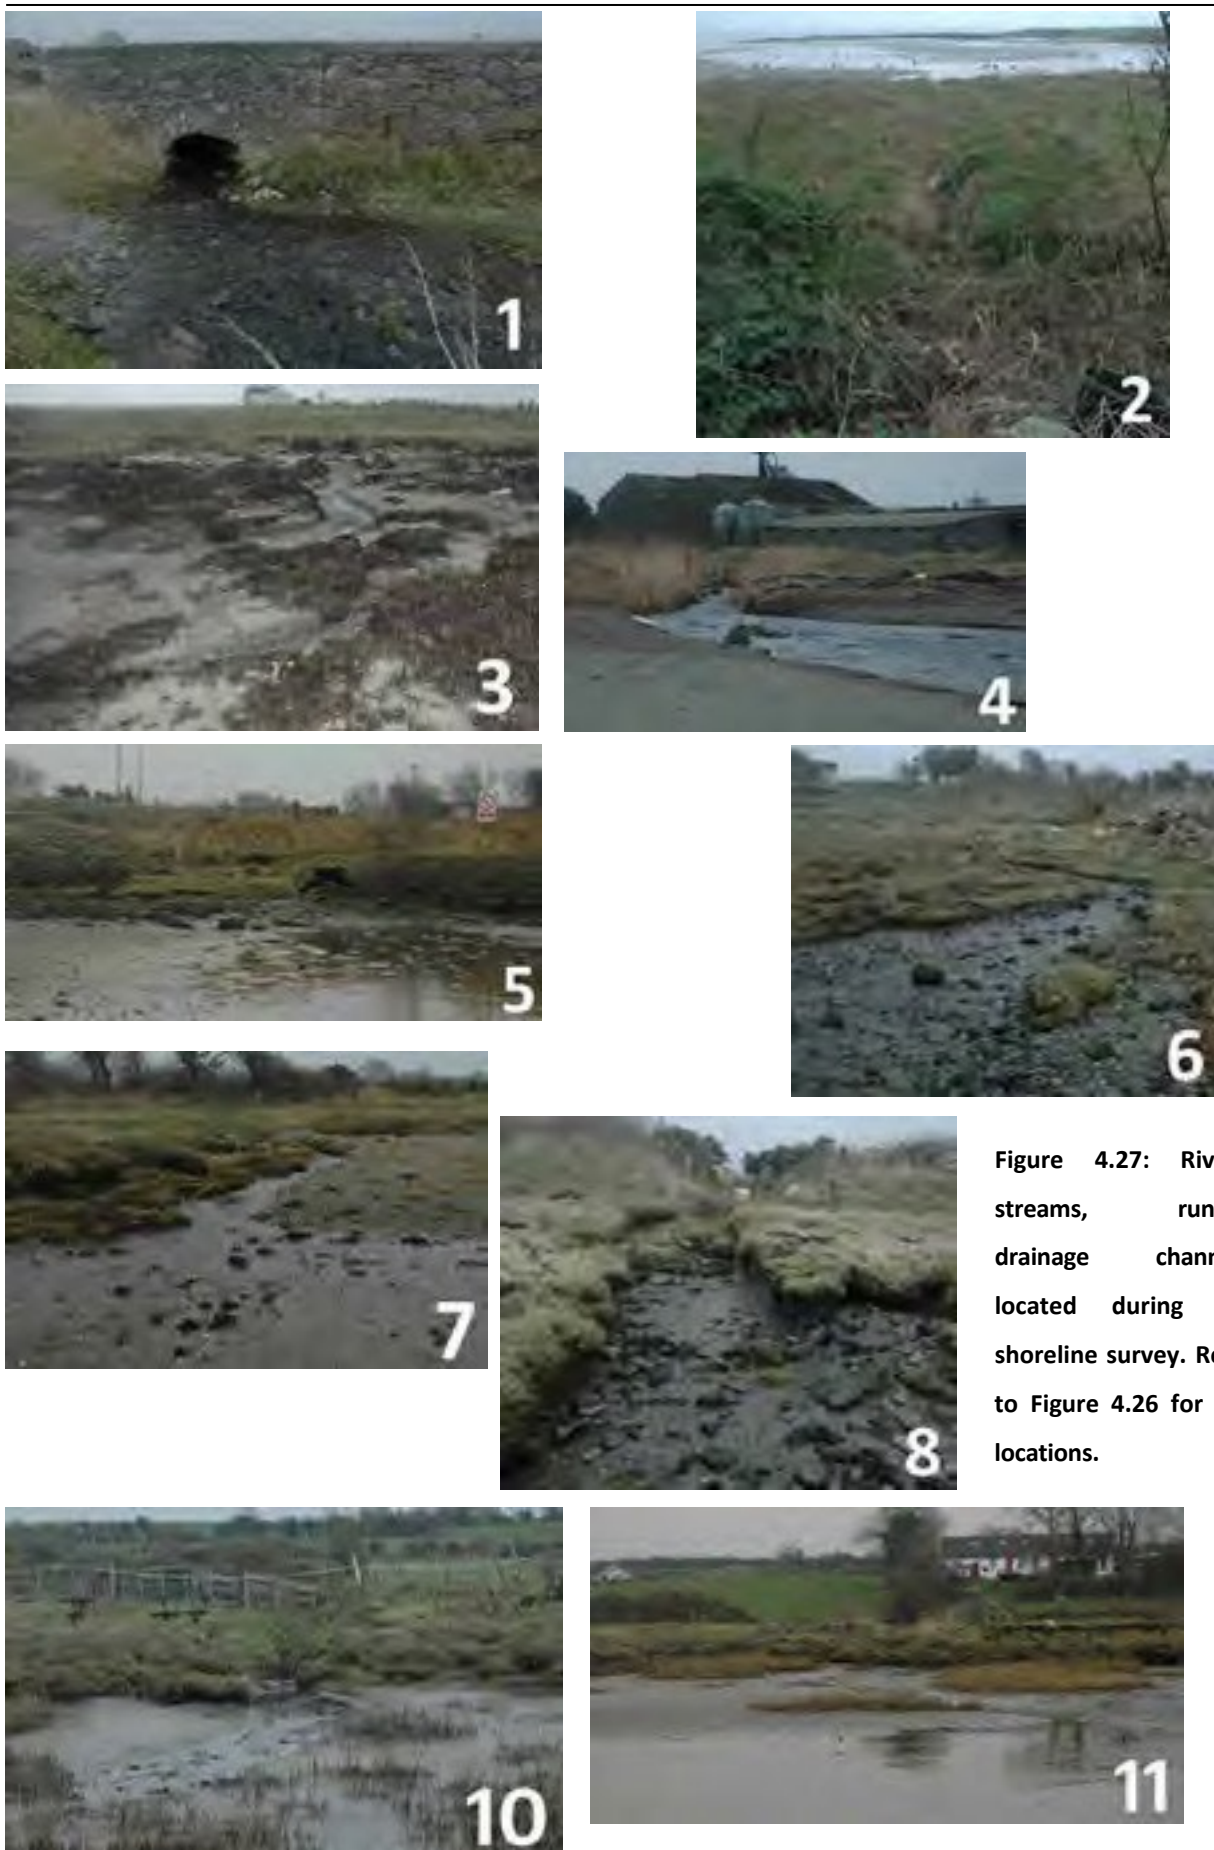 1
2
3
4
5
6
7
8
Figure 4.27: Riv
streams, run
drainage chann
located during
shoreline survey. Re
to Figure 4.26 for
locations.
10
11